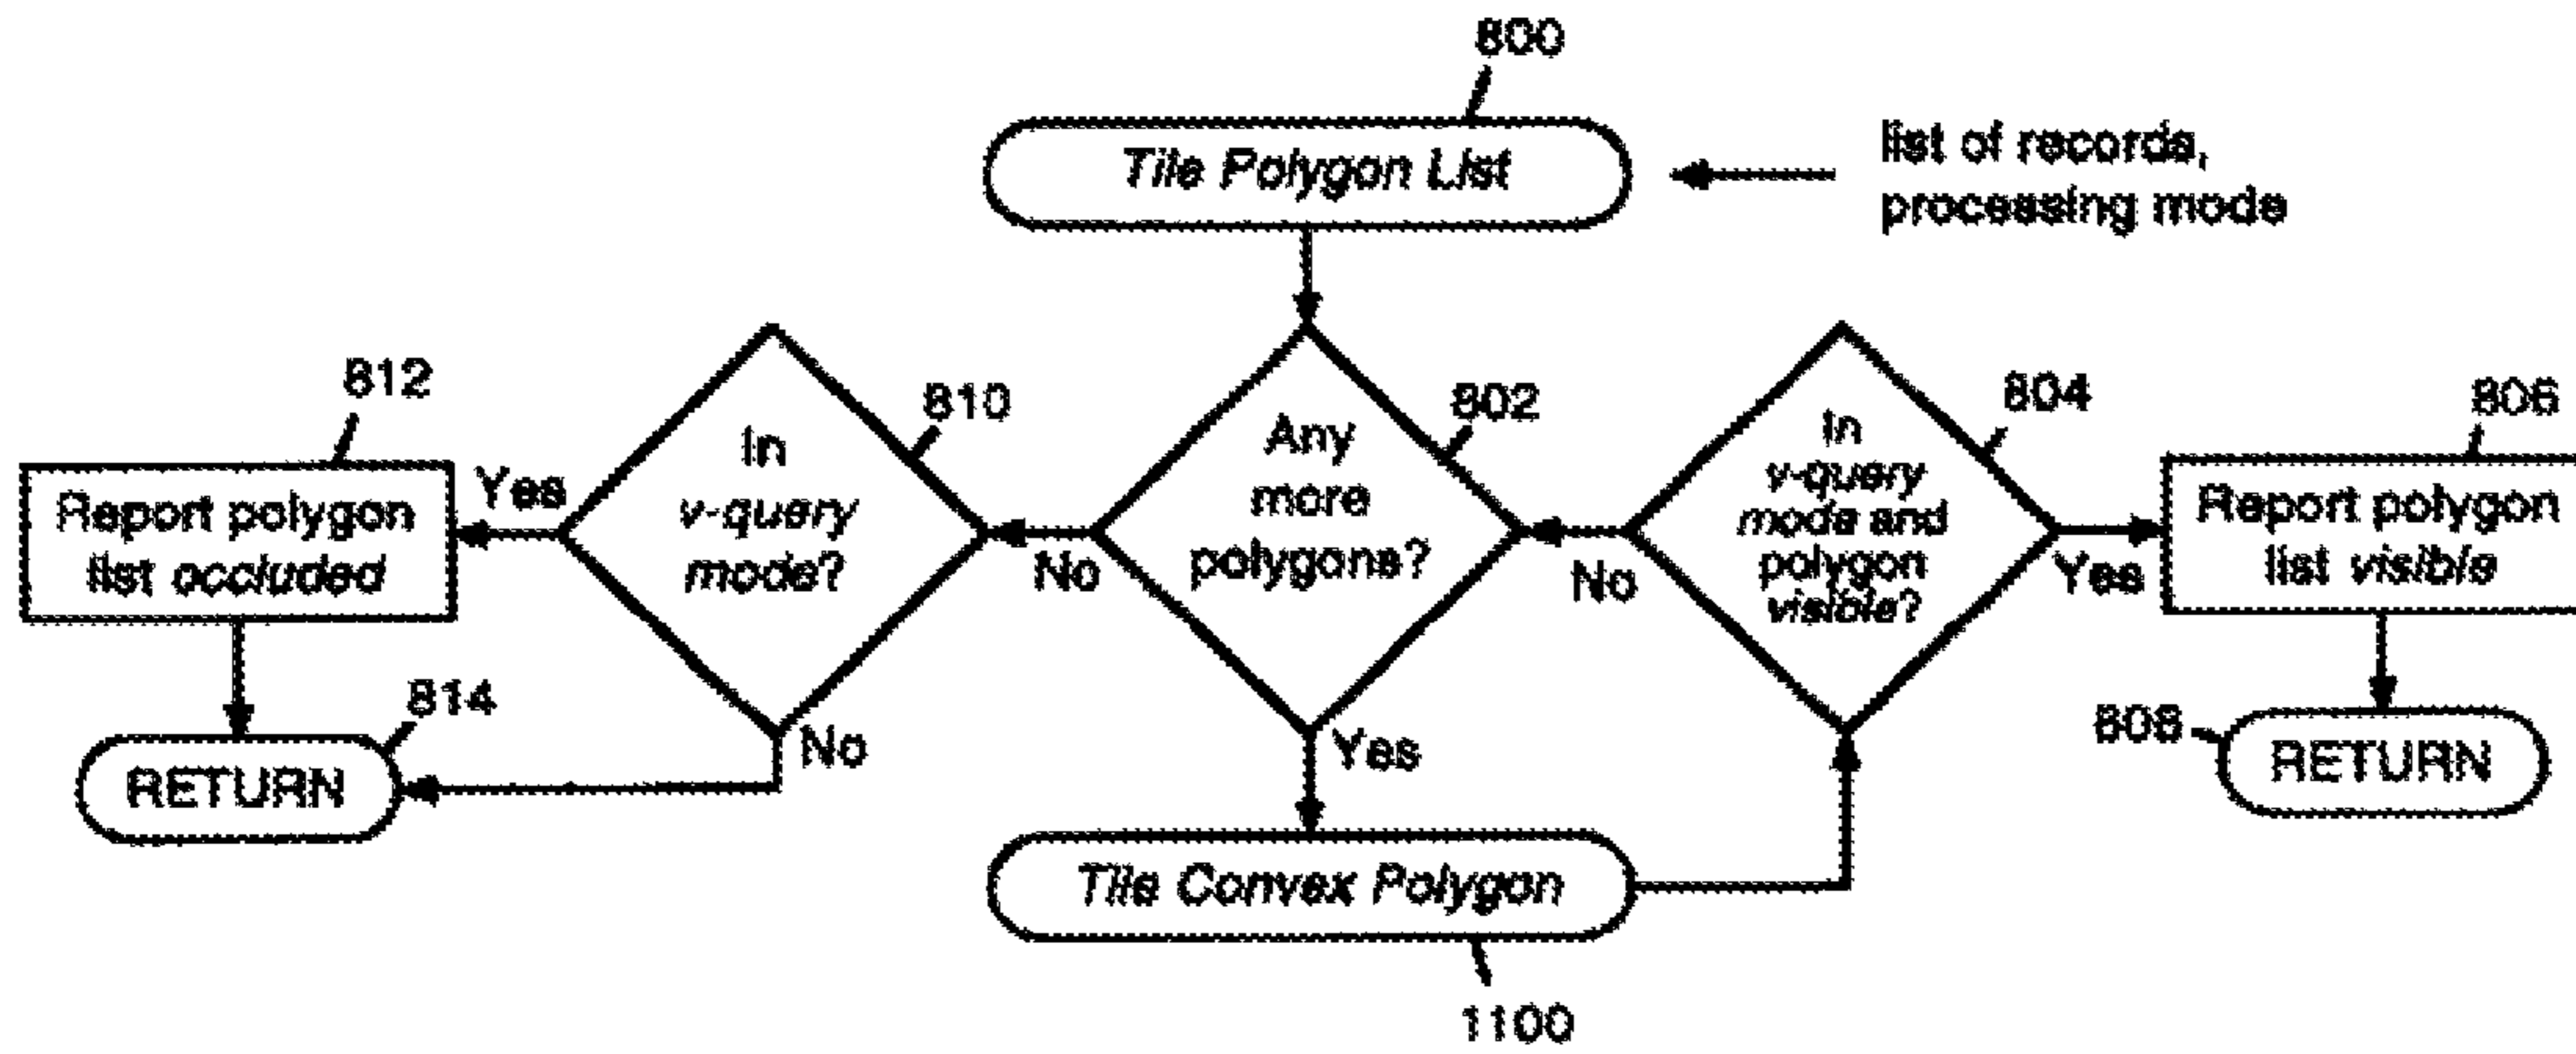 800
Tile Polygon List
list of records,
processing mode
812
810
802
804
806
Report polygon
list occluded
Yes
In
v-query
mode?
No
Any
more
polygons?
No
In
v-query
mode and
polygon
visible?
Yes
Report polygon
list visible
814
RETURN
No
Yes
808
RETURN
Tile Convex Polygon
1100